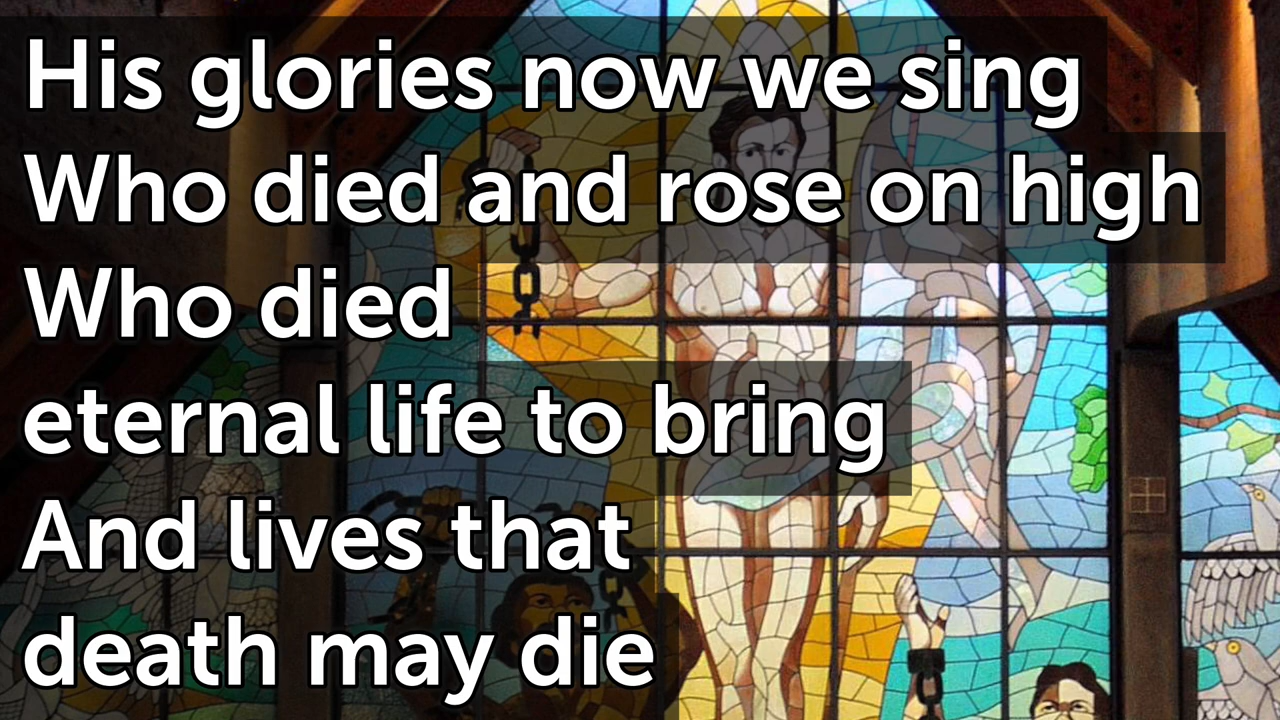 His glories now we sing
Who died and rose on high
Who died
eternal life to bring
And lives that
death may die